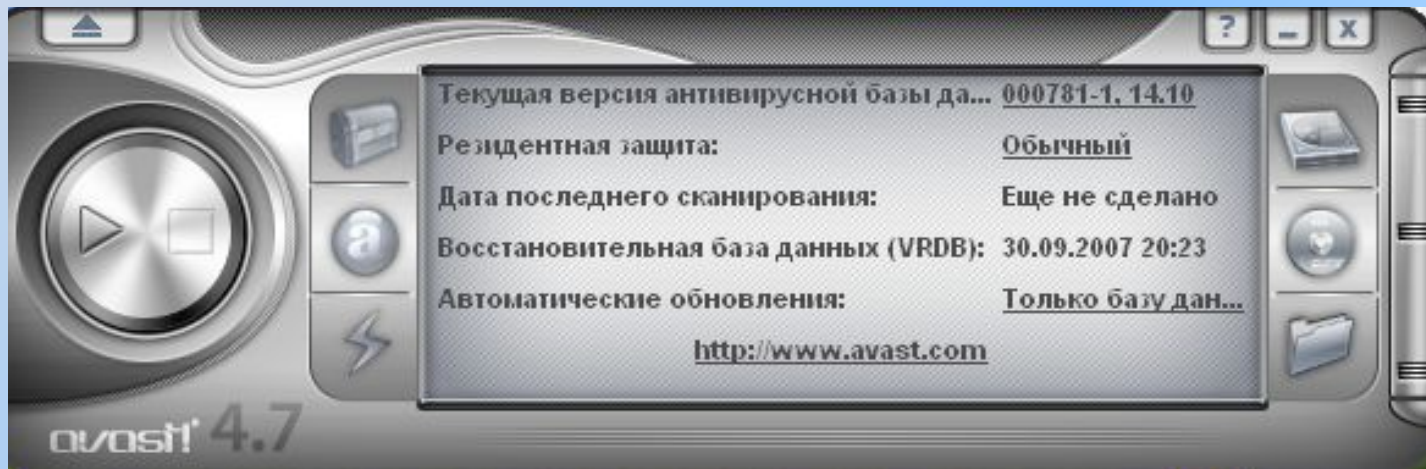 ?  _  x
Текущая версия антивирусной базы да... 000781-1, 14.10
Резидентная защита: Обычный
Дата последнего сканирования: Еще не сделано
Восстановительная база данных (VRDB): 30.09.2007 20:23
Автоматические обновления: Только базу дан...
http://www.avast.com
a
avast! 4.7